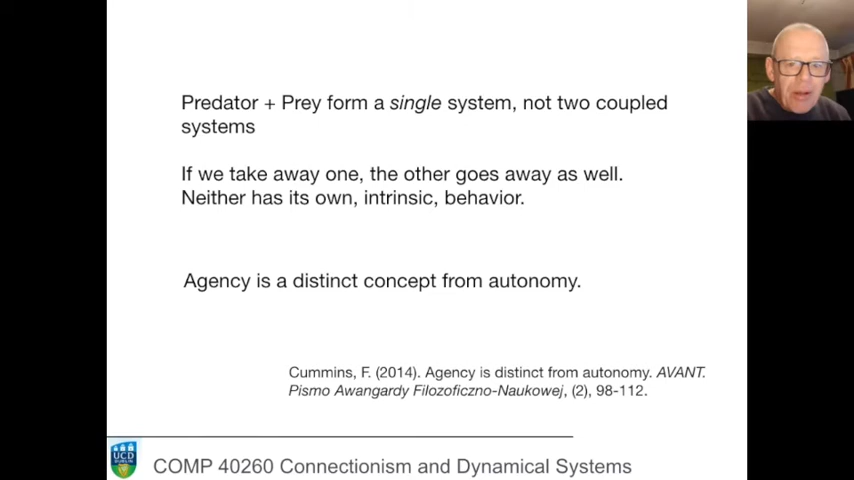 Predator + Prey form a single system, not two coupled
systems
If we take away one, the other goes away as well.
Neither has its own, intrinsic, behavior.
Agency is a distinct concept from autonomy.
Cummins, F. (2014). Agency is distinct from autonomy. AVANT.
Pismo Awangardy Filozoficzno-Naukowej, (2), 98-112.
UCD
DUBLIN
COMP 40260 Connectionism and Dynamical Systems